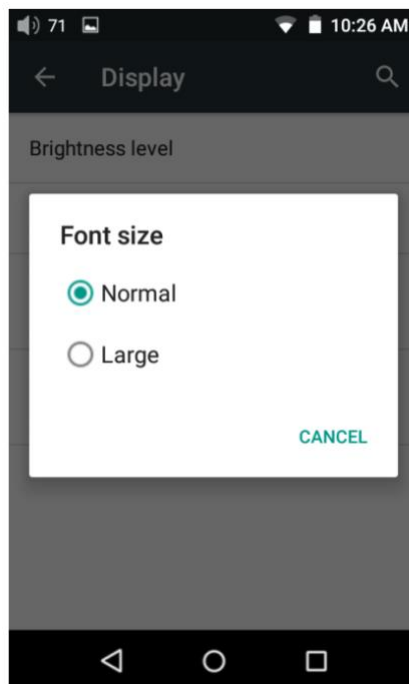 71 10:26 AM
Display
Brightness level
Font size
Normal
Large
CANCEL